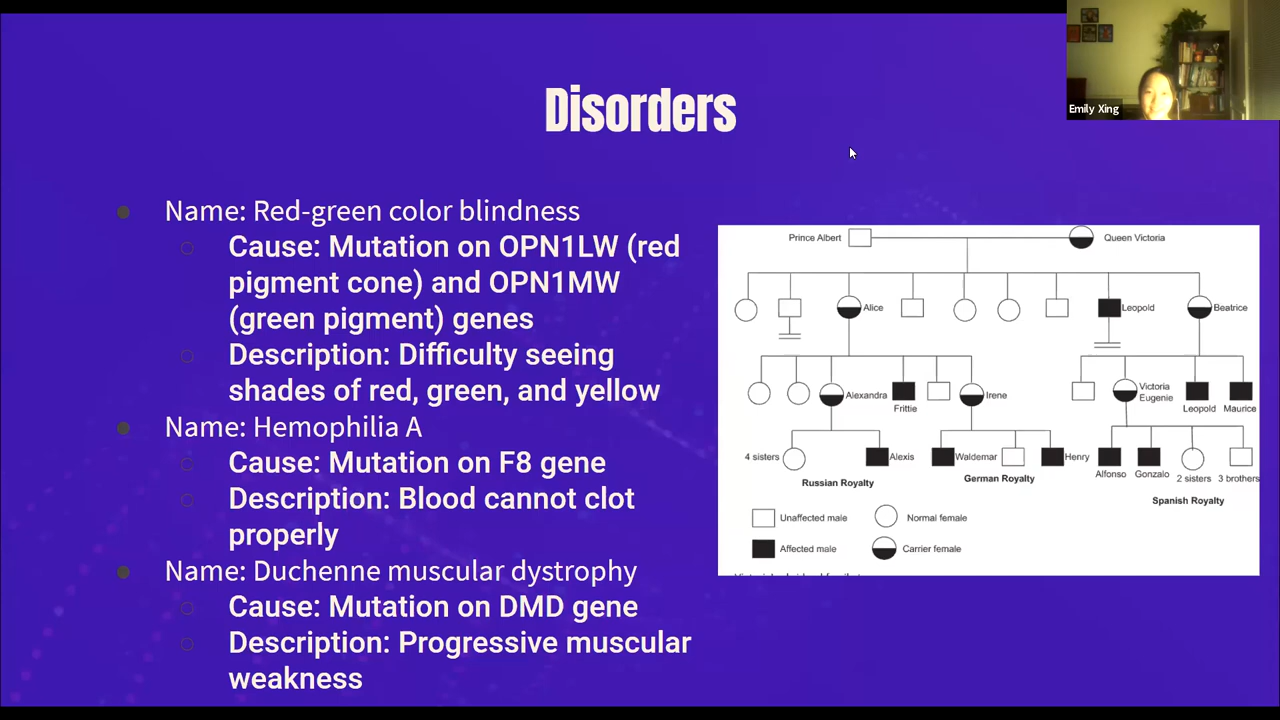 Emily Xing
Disorders
Name: Red-green color blindness
Cause: Mutation on OPN1LW (red
pigment cone) and OPN1MW
(green pigment) genes
Description: Difficulty seeing
shades of red, green, and yellow
Name: Hemophilia A
Cause: Mutation on F8 gene
Description: Blood cannot clot
properly
Name: Duchenne muscular dystrophy
Cause: Mutation on DMD gene
Description: Progressive muscular
weakness
Prince Albert
Queen Victoria
Alice
Leopold
Beatrice
Alexandra
Frittie
Irene
Victoria
Eugenie
Leopold
Maurice
4 sisters
Alexis
Waldemar
Henry
Alfonso
Gonzalo
2 sisters
3 brothers
Russian Royalty
German Royalty
Spanish Royalty
Unaffected male
Normal female
Affected male
Carrier female